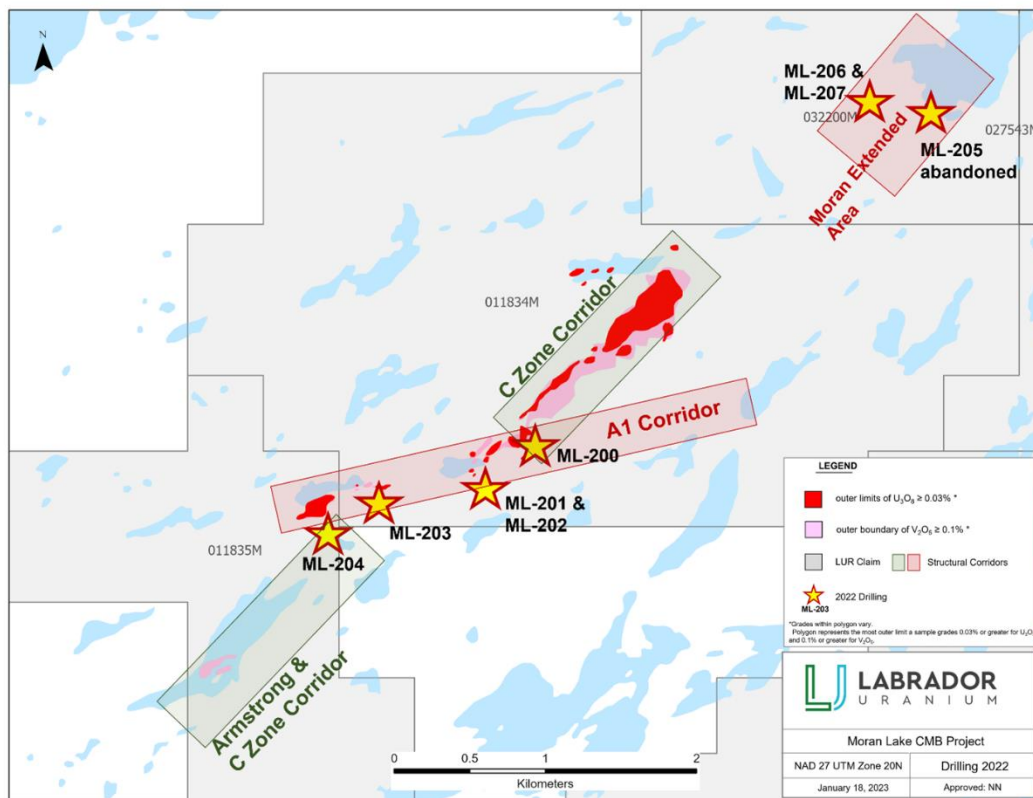 N
ML-206 &
ML-207
032200M
027543M
ML-205
abandoned
Moran Extended
Area
011834M
C Zone Corridor
A1 Corridor
ML-200
ML-201 &
ML-202
ML-203
011835M
ML-204
Armstrong &
C Zone Corridor
0 0.5 1 2
Kilometers
LEGEND
outer limits of U₃O₈ ≥ 0.03% *
outer boundary of V₂O₅ ≥ 0.1% *
LUR Claim
Structural Corridors
2022 Drilling
ML-203
*Grades within polygon vary.
Polygon represents the most outer limit a sample grades 0.03% or greater for U₃O₈
and 0.1% or greater for V₂O₅.
LABRADOR
URANIUM
Moran Lake CMB Project
NAD 27 UTM Zone 20N
Drilling 2022
January 18, 2023
Approved: NN